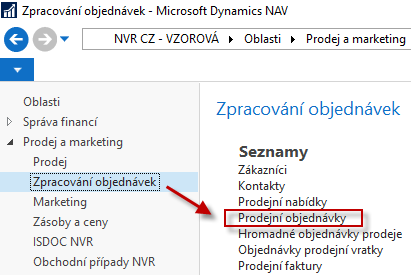 Zpracování objednávek - Microsoft Dynamics NAV
NVR CZ - VZOROVÁ ▸ Oblasti ▸ Prodej a marketing
Oblasti
Správa financí
Prodej a marketing
Prodej
Zpracování objednávek
Marketing
Zásoby a ceny
ISDOC NVR
Obchodní případy NVR
Zpracování objednávek
Seznamy
Zákazníci
Kontakty
Prodejní nabídky
Prodejní objednávky
Hromadné objednávky prodeje
Objednávky prodejní vratky
Prodejní faktury